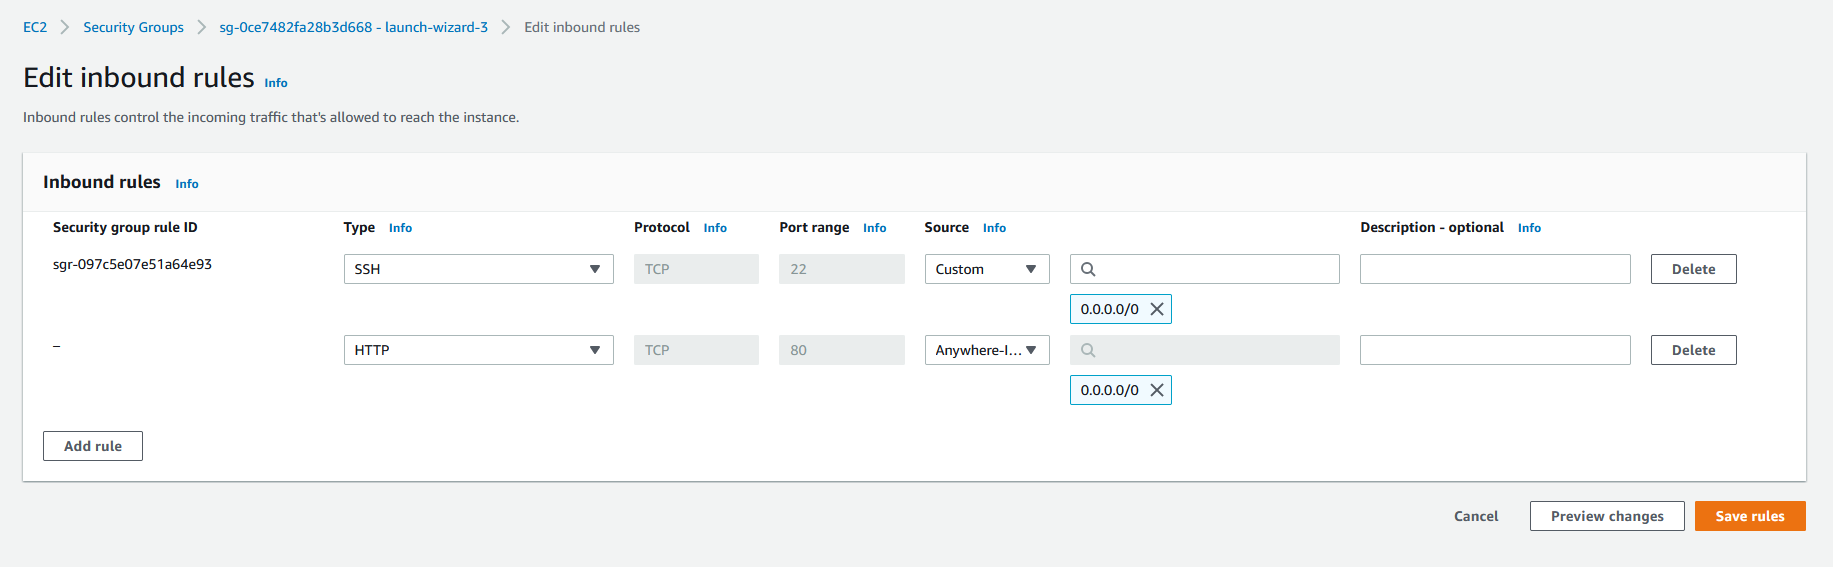 EC2 > Security Groups > sg-0ce7482fa28b3d668 - launch-wizard-3 > Edit inbound rules
Edit inbound rules Info
Inbound rules control the incoming traffic that's allowed to reach the instance.
Inbound rules Info
Security group rule ID Type Info Protocol Info Port range Info Source Info Description - optional Info
sgr-097c5e07e51a64e93 SSH TCP 22 Custom Delete
0.0.0.0/0
– HTTP TCP 80 Anywhere-I... Delete
0.0.0.0/0
Add rule
Cancel Preview changes Save rules